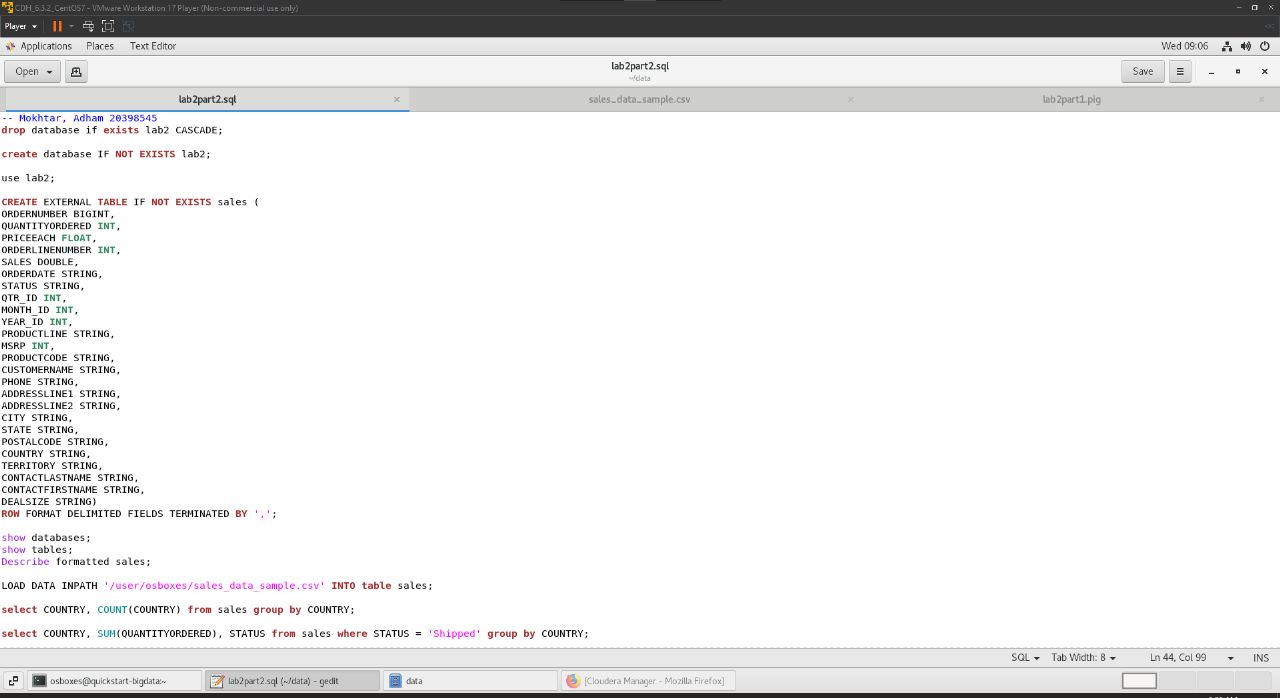 CDH_6.3.2_CentOS7 - VMware Workstation 17 Player (Non-commercial use only)
Player
Applications Places Text Editor Wed 09:06
Open lab2part2.sql Save
~/data
lab2part2.sql sales_data_sample.csv lab2part1.pig
-- Mokhtar, Adham 20398545
drop database if exists lab2 CASCADE;
create database IF NOT EXISTS lab2;
use lab2;
CREATE EXTERNAL TABLE IF NOT EXISTS sales (
ORDERNUMBER BIGINT,
QUANTITYORDERED INT,
PRICEEACH FLOAT,
ORDERLINENUMBER INT,
SALES DOUBLE,
ORDERDATE STRING,
STATUS STRING,
QTR_ID INT,
MONTH_ID INT,
YEAR_ID INT,
PRODUCTLINE STRING,
MSRP INT,
PRODUCTCODE STRING,
CUSTOMERNAME STRING,
PHONE STRING,
ADDRESSLINE1 STRING,
ADDRESSLINE2 STRING,
CITY STRING,
STATE STRING,
POSTALCODE STRING,
COUNTRY STRING,
TERRITORY STRING,
CONTACTLASTNAME STRING,
CONTACTFIRSTNAME STRING,
DEALSIZE STRING)
ROW FORMAT DELIMITED FIELDS TERMINATED BY ',';
show databases;
show tables;
Describe formatted sales;
LOAD DATA INPATH '/user/osboxes/sales_data_sample.csv' INTO table sales;
select COUNTRY, COUNT(COUNTRY) from sales group by COUNTRY;
select COUNTRY, SUM(QUANTITYORDERED), STATUS from sales where STATUS = 'Shipped' group by COUNTRY;
SQL Tab Width: 8 Ln 44, Col 99 INS
osboxes@quickstart-bigdata:~ lab2part2.sql (~/data) - gedit data [Cloudera Manager - Mozilla Firefox]